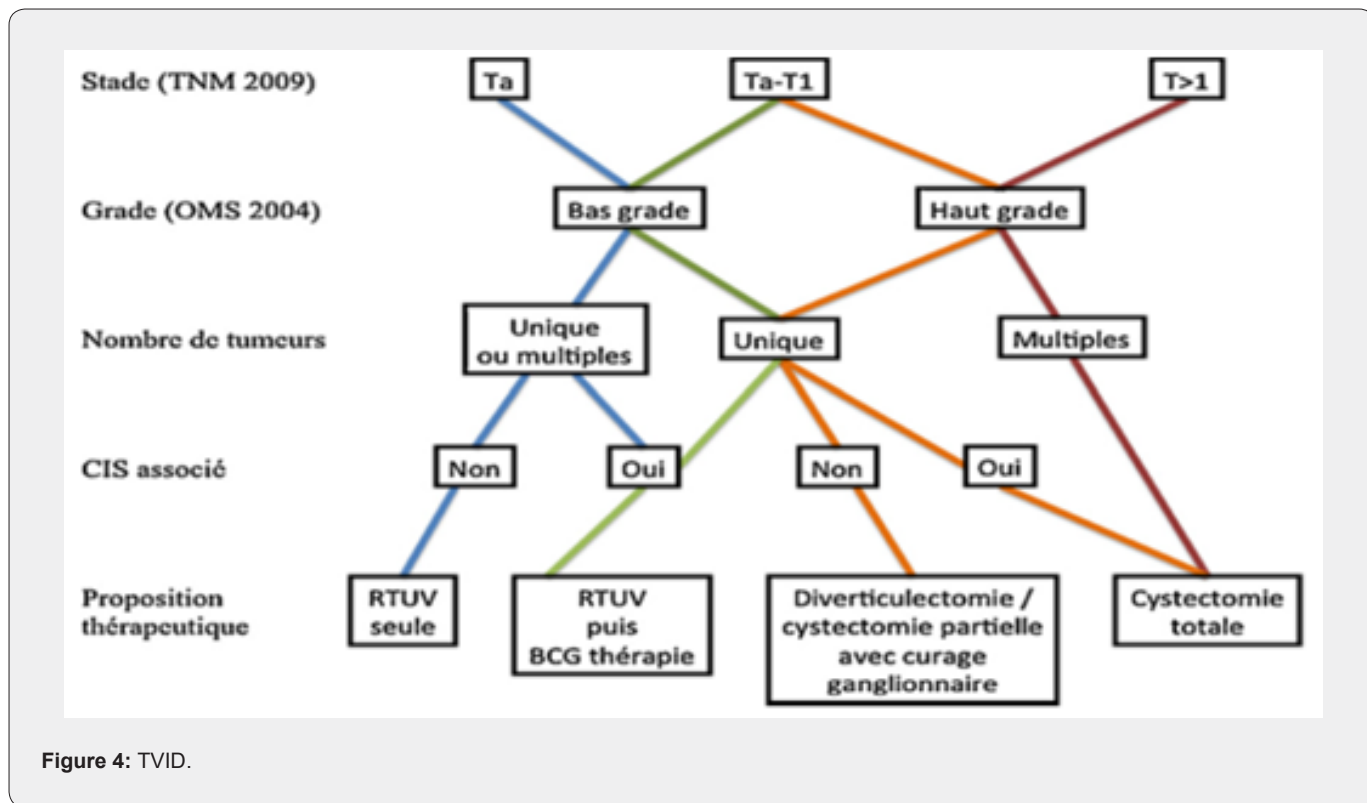 Stade (TNM 2009)
Ta
Ta-T1
T>1
Grade (OMS 2004)
Bas grade
Haut grade
Nombre de tumeurs
Unique
ou multiples
Unique
Multiples
CIS associé
Non
Oui
Non
Oui
Proposition
thérapeutique
RTUV
seule
RTUV
puis
BCG thérapie
Diverticulectomie /
cystectomie partielle
avec curage
ganglionnaire
Cystectomie
totale
Figure 4: TVID.